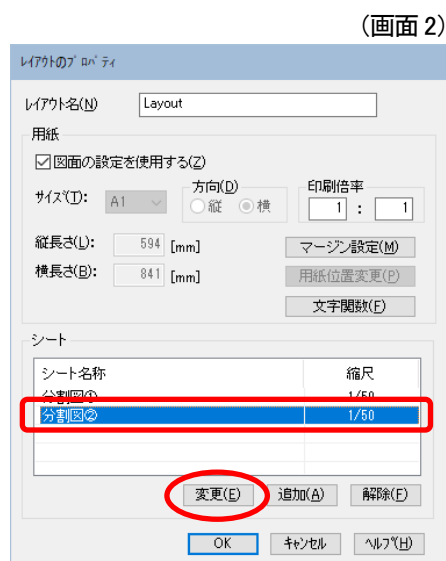 (画面 2)
レイアウトのプロパティ
レイアウト名(N) Layout
用紙
図面の設定を使用する(Z)
サイズ(T): A1 方向(D) 縦 横 印刷倍率 1 : 1
縦長さ(L): 594 [mm] マージン設定(M)
横長さ(B): 841 [mm] 用紙位置変更(P)
文字関数(F)
シート
シート名称 縮尺
分割図① 1/50
分割図② 1/50
変更(E) 追加(A) 解除(F)
OK キャンセル ヘルプ(H)